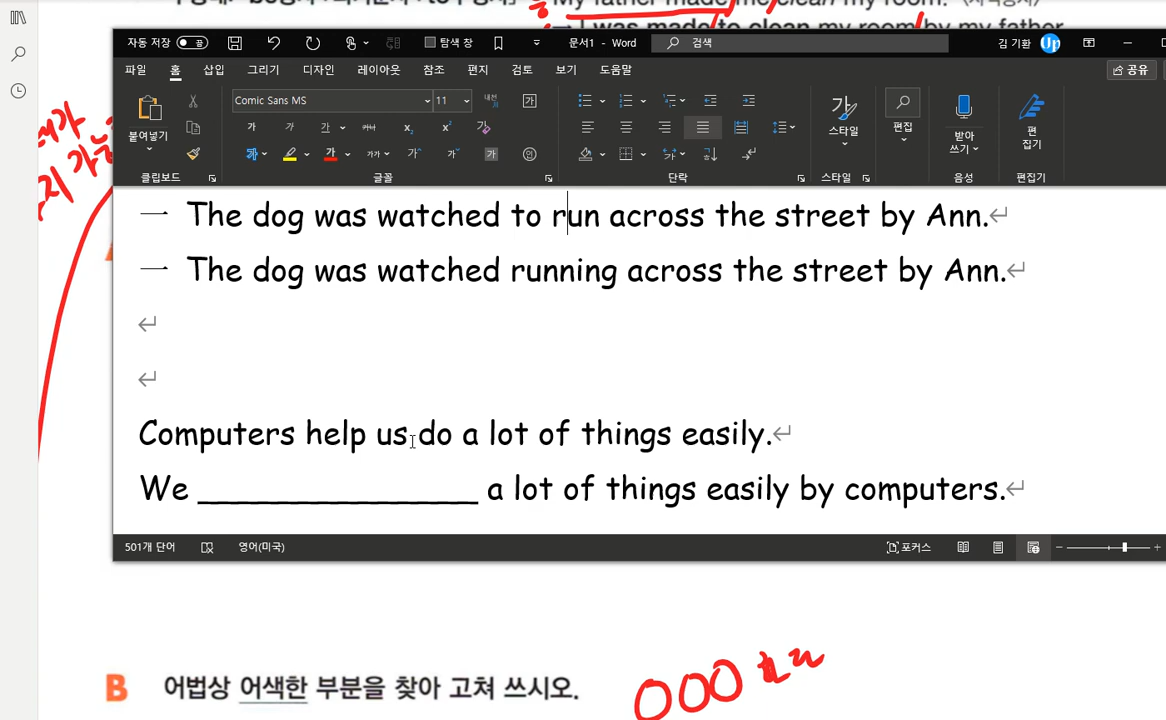 My father made me clean my room.
I was made to clean my room by my father
자동 저장 끔 탐색 창 문서1 - Word 검색 김 기환 Up
파일 홈 삽입 그리기 디자인 레이아웃 참조 편지 검토 보기 도움말 공유
붙여넣기 Comic Sans MS 11 스타일 편집 받아쓰기 편집기
클립보드 글꼴 단락 스타일 음성 편집기
The dog was watched to run across the street by Ann.
The dog was watched running across the street by Ann.
Computers help us do a lot of things easily.
We ________________ a lot of things easily by computers.
501개 단어 영어(미국) 포커스
B 어법상 어색한 부분을 찾아 고쳐 쓰시오.